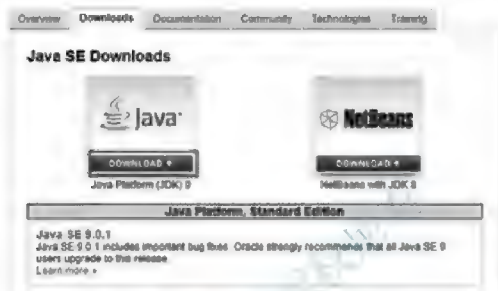 Overview Downloads Documentation Community Technologies Training
Java SE Downloads
Java
NetBeans
DOWNLOAD
DOWNLOAD
Java Platform (JDK) 9
NetBeans with JDK 8
Java Platform, Standard Edition
Java SE 9.0.1
Java SE 9.0.1 includes important bug fixes. Oracle strongly recommends that all Java SE 9
users upgrade to this release.
Learn more